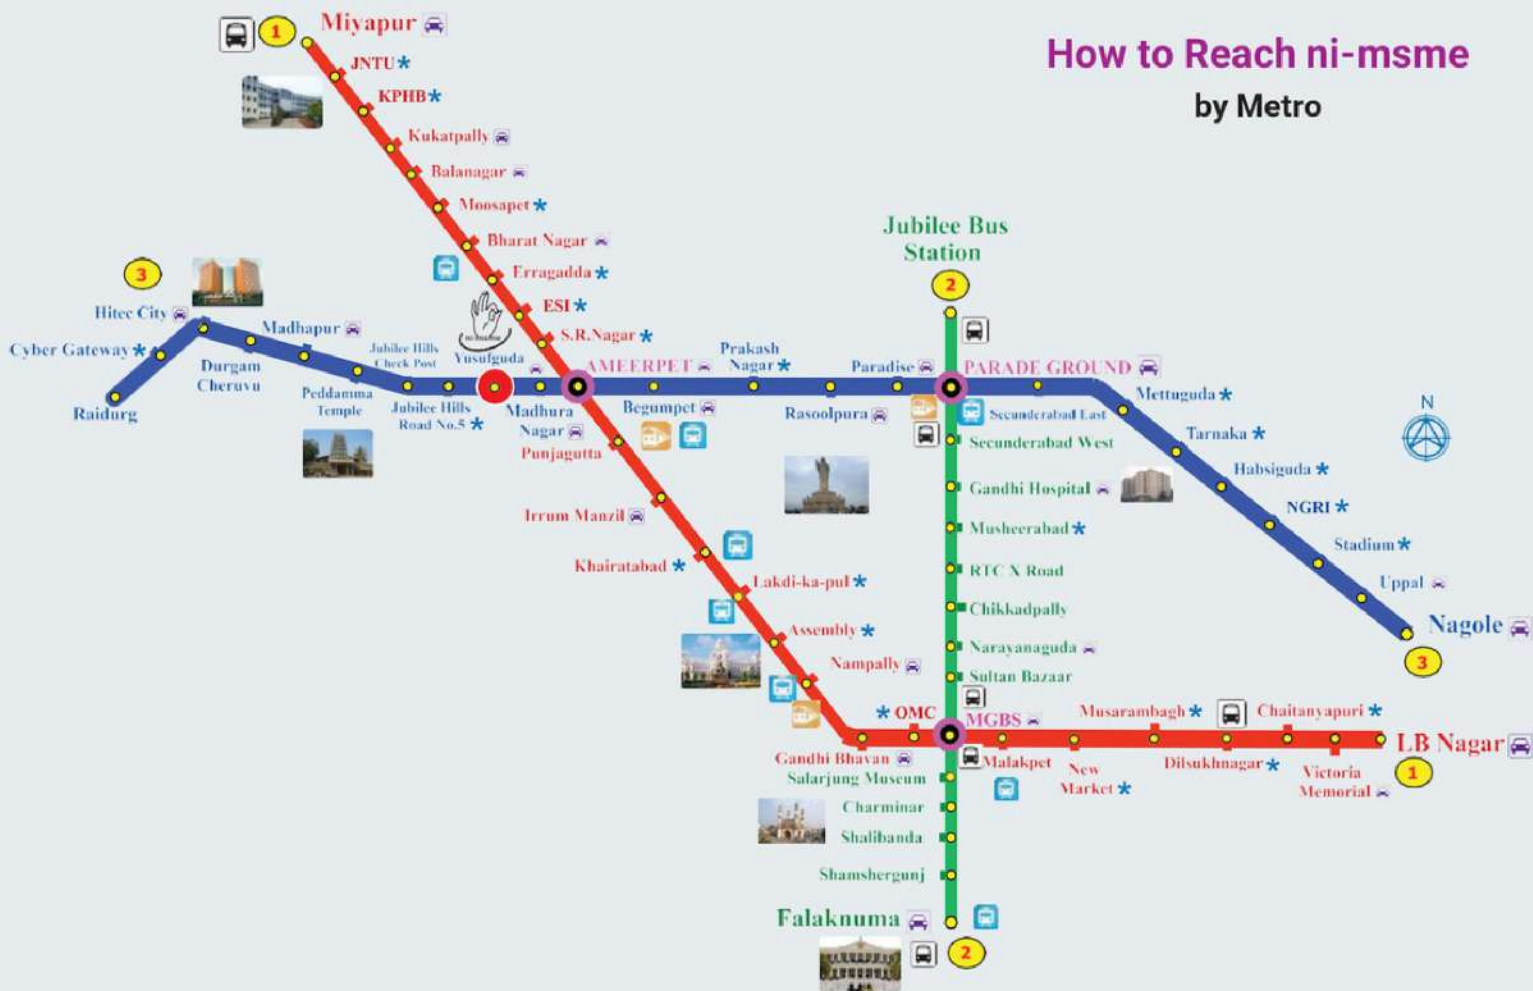 How to Reach ni-msme
by Metro
1
Miyapur
JNTU*
KPHB*
Kukatpally
Balanagar
Moosapet*
Bharat Nagar
Erragadda*
ESI*
S.R.Nagar*
AMEERPET
Punjagutta
Irrum Manzil
Khairatabad*
Lakdi-ka-pul*
Assembly*
Nampally
Gandhi Bhavan
*OMC
MGBS
Malakpet
New
Market*
Musarambagh*
Dilsukhnagar*
Chaitanyapuri*
Victoria
Memorial
LB Nagar
1
3
Hitec City
Cyber Gateway*
Raidurg
Durgam
Cheruvu
Madhapur
Peddamma
Temple
Jubilee Hills
Check Post
Jubilee Hills
Road No.5*
Yusufguda
Madhura
Nagar
Begumpet
Prakash
Nagar*
Rasoolpura
Paradise
PARADE GROUND
Secunderabad East
Mettuguda*
Tarnaka*
Habsiguda*
NGRI*
Stadium*
Uppal
Nagole
3
N
Jubilee Bus
Station
2
Secunderabad West
Gandhi Hospital
Musheerabad*
RTC X Road
Chikkadpally
Narayanaguda
Sultan Bazaar
Salarjung Museum
Charminar
Shalibanda
Shamshergunj
Falaknuma
2